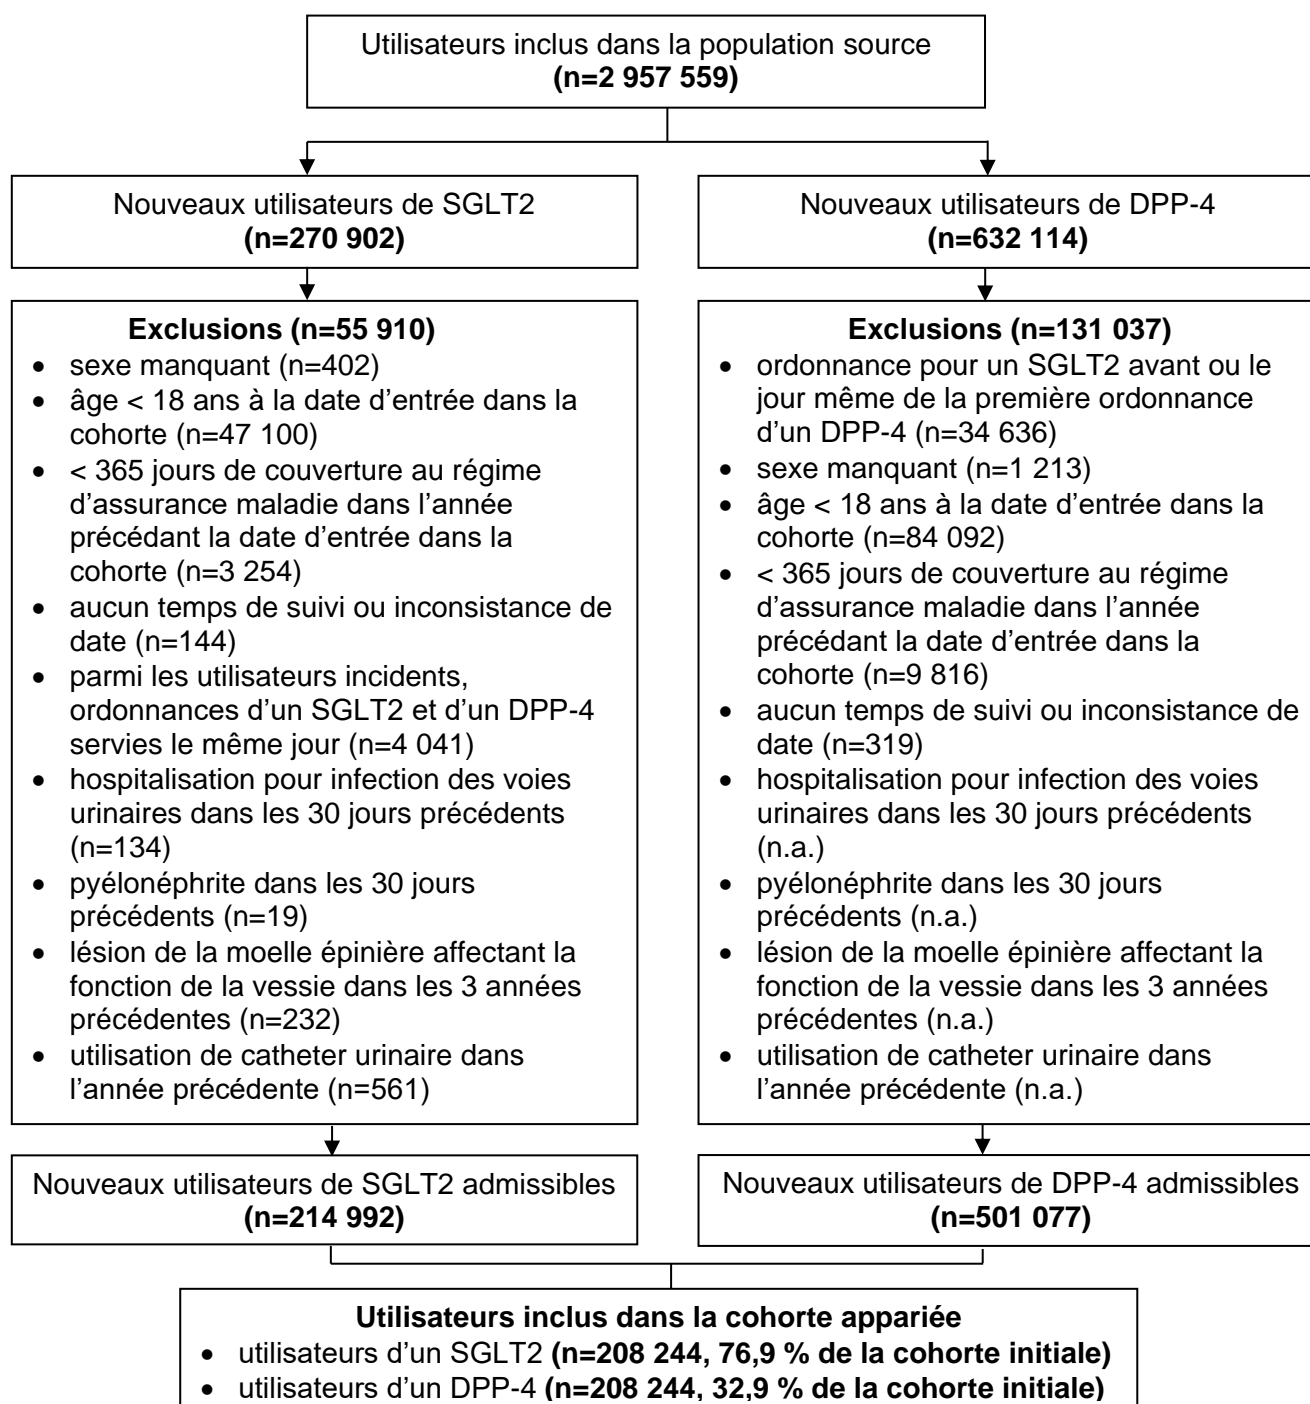 Utilisateurs inclus dans la population source
(n=2 957 559)
Nouveaux utilisateurs de SGLT2
(n=270 902)
Nouveaux utilisateurs de DPP-4
(n=632 114)
Exclusions (n=55 910)
• sexe manquant (n=402)
• âge < 18 ans à la date d’entrée dans la
cohorte (n=47 100)
• < 365 jours de couverture au régime
d’assurance maladie dans l’année
précédant la date d’entrée dans la
cohorte (n=3 254)
• aucun temps de suivi ou inconsistance de
date (n=144)
• parmi les utilisateurs incidents,
ordonnances d’un SGLT2 et d’un DPP-4
servies le même jour (n=4 041)
• hospitalisation pour infection des voies
urinaires dans les 30 jours précédents
(n=134)
• pyélonéphrite dans les 30 jours
précédents (n=19)
• lésion de la moelle épinière affectant la
fonction de la vessie dans les 3 années
précédentes (n=232)
• utilisation de catheter urinaire dans
l’année précédente (n=561)
Exclusions (n=131 037)
• ordonnance pour un SGLT2 avant ou le
jour même de la première ordonnance
d’un DPP-4 (n=34 636)
• sexe manquant (n=1 213)
• âge < 18 ans à la date d’entrée dans la
cohorte (n=84 092)
• < 365 jours de couverture au régime
d’assurance maladie dans l’année
précédant la date d’entrée dans la
cohorte (n=9 816)
• aucun temps de suivi ou inconsistance de
date (n=319)
• hospitalisation pour infection des voies
urinaires dans les 30 jours précédents
(n.a.)
• pyélonéphrite dans les 30 jours
précédents (n.a.)
• lésion de la moelle épinière affectant la
fonction de la vessie dans les 3 années
précédentes (n.a.)
• utilisation de catheter urinaire dans
l’année précédente (n.a.)
Nouveaux utilisateurs de SGLT2 admissibles
(n=214 992)
Nouveaux utilisateurs de DPP-4 admissibles
(n=501 077)
Utilisateurs inclus dans la cohorte appariée
• utilisateurs d’un SGLT2 (n=208 244, 76,9 % de la cohorte initiale)
• utilisateurs d’un DPP-4 (n=208 244, 32,9 % de la cohorte initiale)